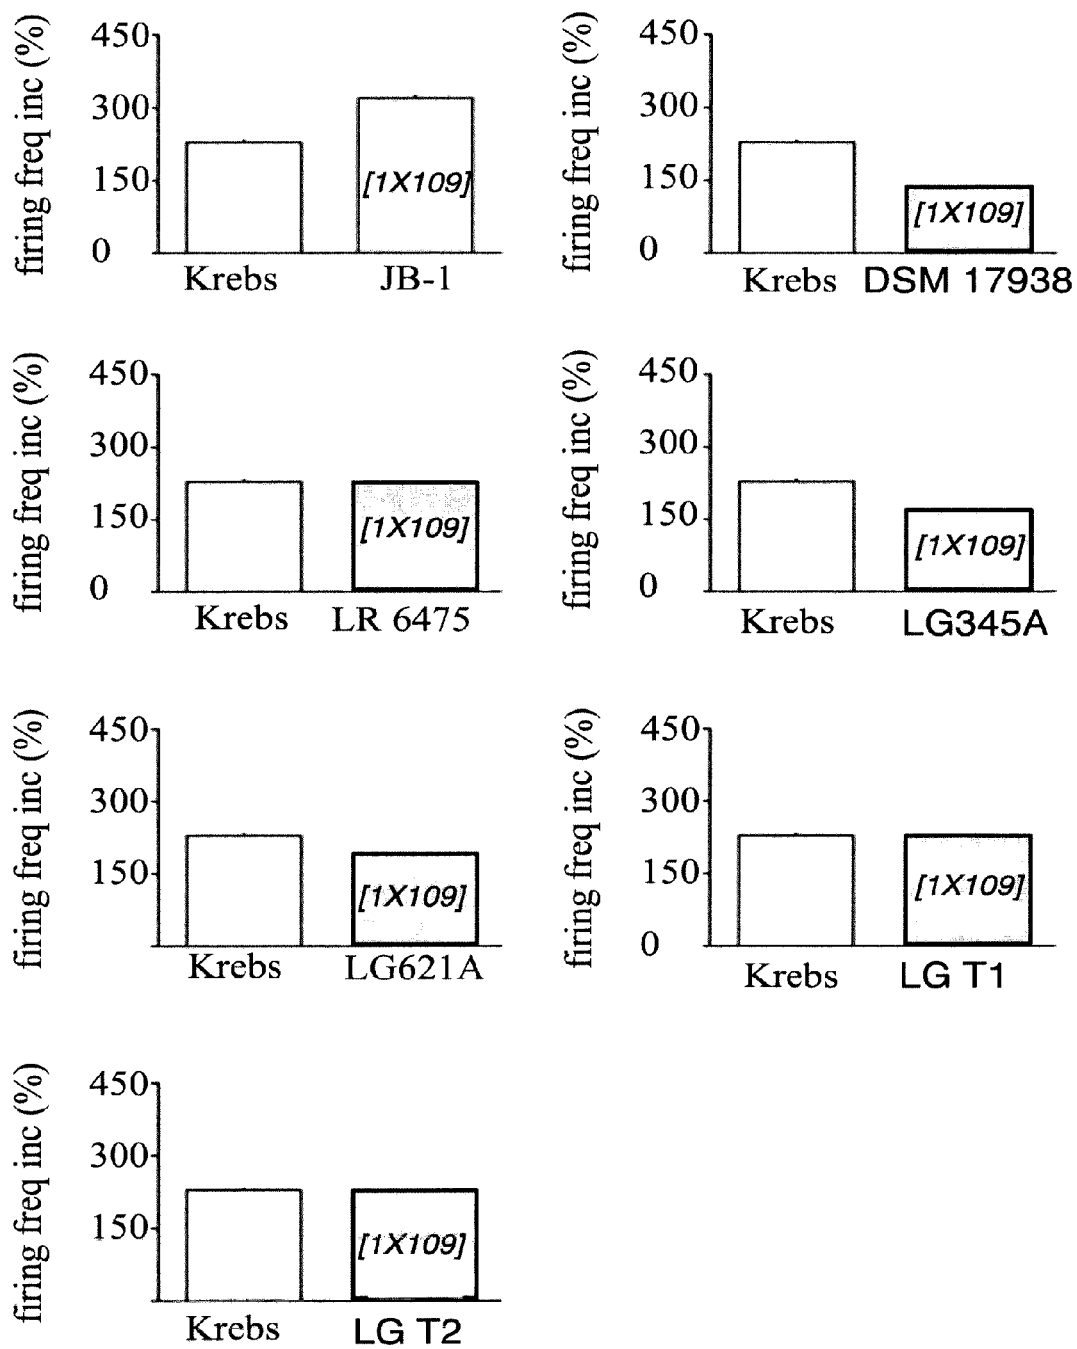 firing freq inc (%)
450
300
150
0
[1X109]
Krebs
JB-1
firing freq inc (%)
450
300
150
0
[1X109]
Krebs
DSM 17938
firing freq inc (%)
450
300
150
0
[1X109]
Krebs
LR 6475
firing freq inc (%)
450
300
150
0
[1X109]
Krebs
LG345A
firing freq inc (%)
450
300
150
[1X109]
Krebs
LG621A
firing freq inc (%)
450
300
150
0
[1X109]
Krebs
LG T1
firing freq inc (%)
450
300
150
[1X109]
Krebs
LG T2